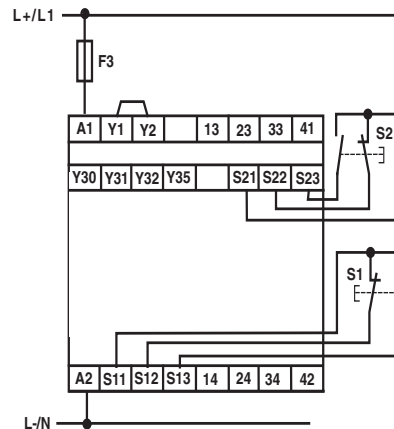 L+/L1
F3
A1 Y1 Y2 13 23 33 41
S2
Y30 Y31 Y32 Y35 S21 S22 S23
S1
A2 S11 S12 S13 14 24 34 42
L-/N